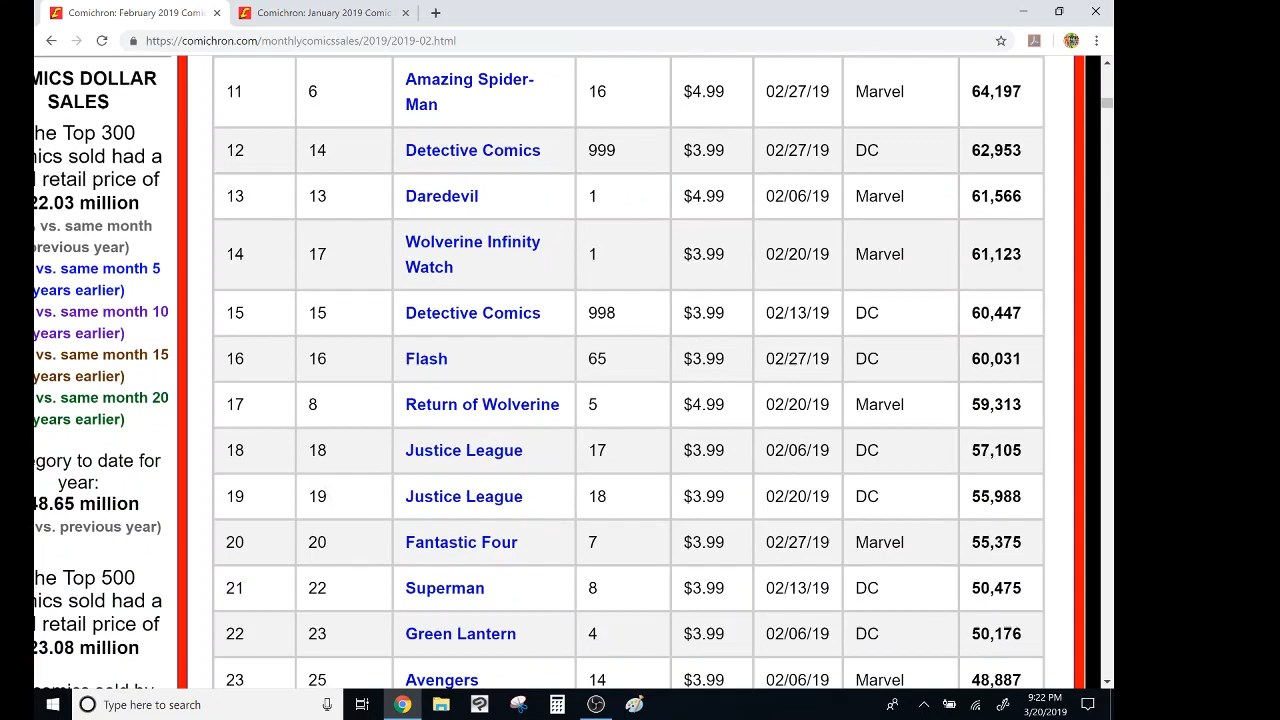 Comichron: February 2019 Comi
Comichron: January 2019 Comic
https://comichron.com/monthlycomicssales/2019/2019-02.html
MICS DOLLAR
SALES
he Top 300
mics sold had a
l retail price of
22.03 million
vs. same month
previous year)
vs. same month 5
years earlier)
vs. same month 10
years earlier)
vs. same month 15
years earlier)
vs. same month 20
years earlier)
egory to date for
year:
48.65 million
vs. previous year)
he Top 500
mics sold had a
l retail price of
23.08 million
11 6 Amazing Spider-
Man 16 $4.99 02/27/19 Marvel 64,197
12 14 Detective Comics 999 $3.99 02/27/19 DC 62,953
13 13 Daredevil 1 $4.99 02/06/19 Marvel 61,566
14 17 Wolverine Infinity
Watch 1 $3.99 02/20/19 Marvel 61,123
15 15 Detective Comics 998 $3.99 02/13/19 DC 60,447
16 16 Flash 65 $3.99 02/27/19 DC 60,031
17 8 Return of Wolverine 5 $4.99 02/20/19 Marvel 59,313
18 18 Justice League 17 $3.99 02/06/19 DC 57,105
19 19 Justice League 18 $3.99 02/20/19 DC 55,988
20 20 Fantastic Four 7 $3.99 02/27/19 Marvel 55,375
21 22 Superman 8 $3.99 02/13/19 DC 50,475
22 23 Green Lantern 4 $3.99 02/06/19 DC 50,176
23 25 Avengers 14 $3.99 02/06/19 Marvel 48,887
Type here to search
9:22 PM
3/20/2019